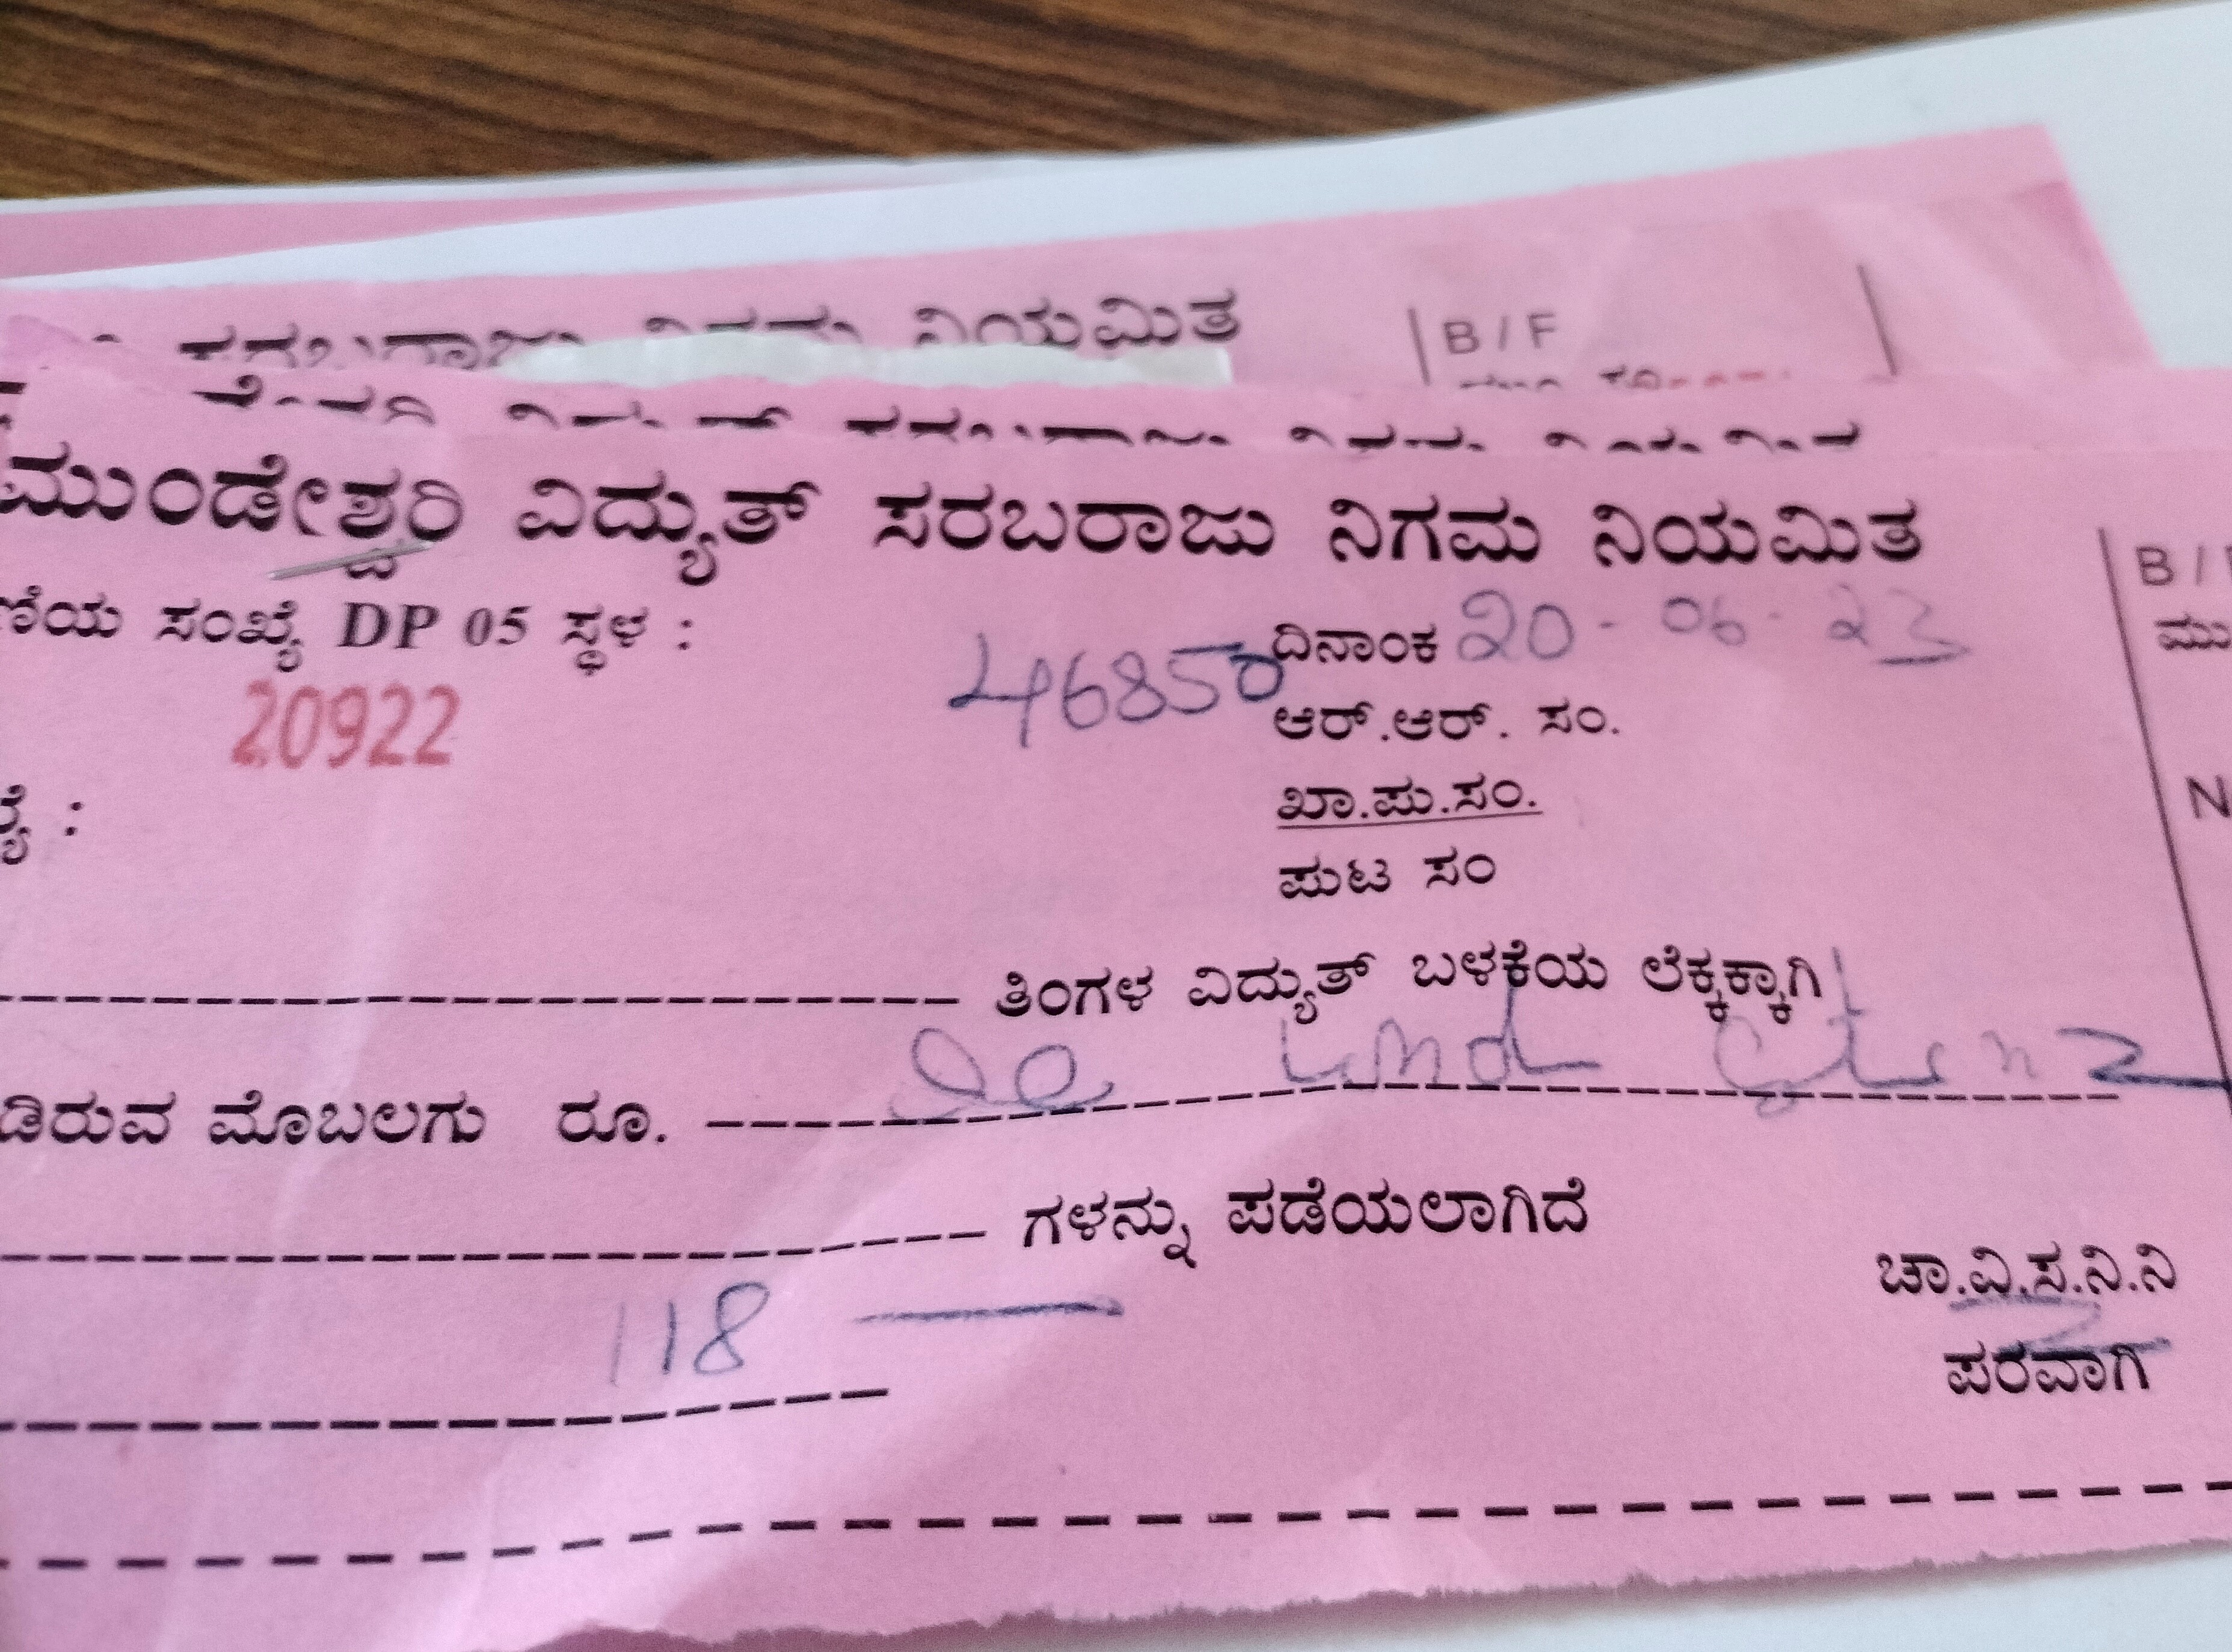 ನಿಯಮಿತ
B / F
ಮುಂಡೇಶ್ವರಿ ವಿದ್ಯುತ್ ಸರಬರಾಜು ನಿಗಮ ನಿಯಮಿತ
B /
ಣೆಯ ಸಂಖ್ಯೆ DP 05 ಸ್ಥಳ : ದಿನಾಂಕ 20-06-23
ಮು
20922 46850 ಆರ್.ಆರ್. ಸಂ.
ಖಾ.ಪು.ಸಂ.
N
ಖ್ಯೆ :
ಪುಟ ಸಂ
ತಿಂಗಳ ವಿದ್ಯುತ್ ಬಳಕೆಯ ಲೆಕ್ಕಕ್ಕಾಗಿ
ಡಿರುವ ಮೊಬಲಗು ರೂ.
ಗಳನ್ನು ಪಡೆಯಲಾಗಿದೆ
118
ಚಾ.ವಿ.ಸ.ನಿ.ನಿ
ಪರವಾಗಿ